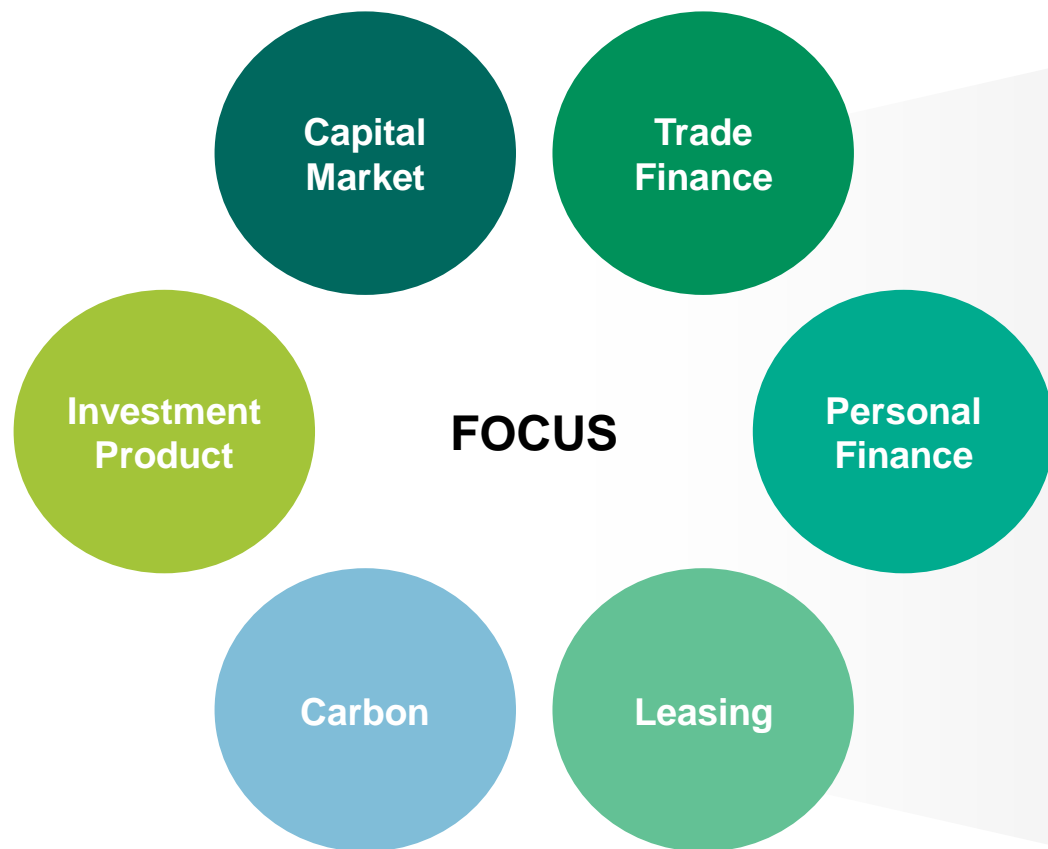 Capital
Market
Trade
Finance
Investment
Product
FOCUS
Personal
Finance
Carbon
Leasing